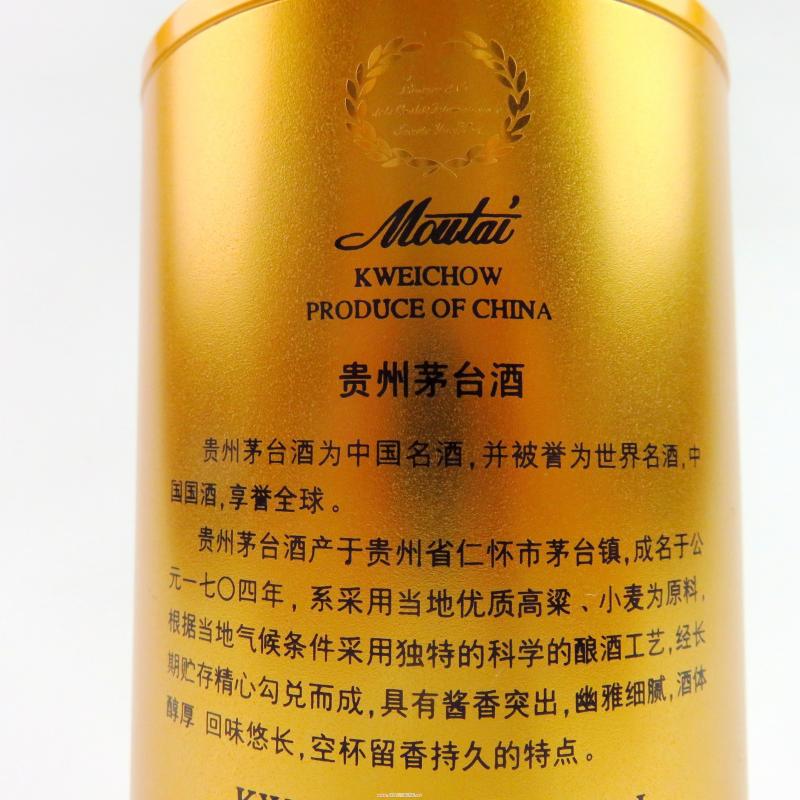 Moutai
KWEICHOW
PRODUCE OF CHINA
贵州茅台酒
贵州茅台酒为中国名酒,并被誉为世界名酒,中
国国酒,享誉全球。
贵州茅台酒产于贵州省仁怀市茅台镇,成名于公
元一七〇四年,系采用当地优质高粱、小麦为原料,
根据当地气候条件采用独特的科学的酿酒工艺,经长
期贮存精心勾兑而成,具有酱香突出,幽雅细腻,酒体
醇厚 回味悠长,空杯留香持久的特点。